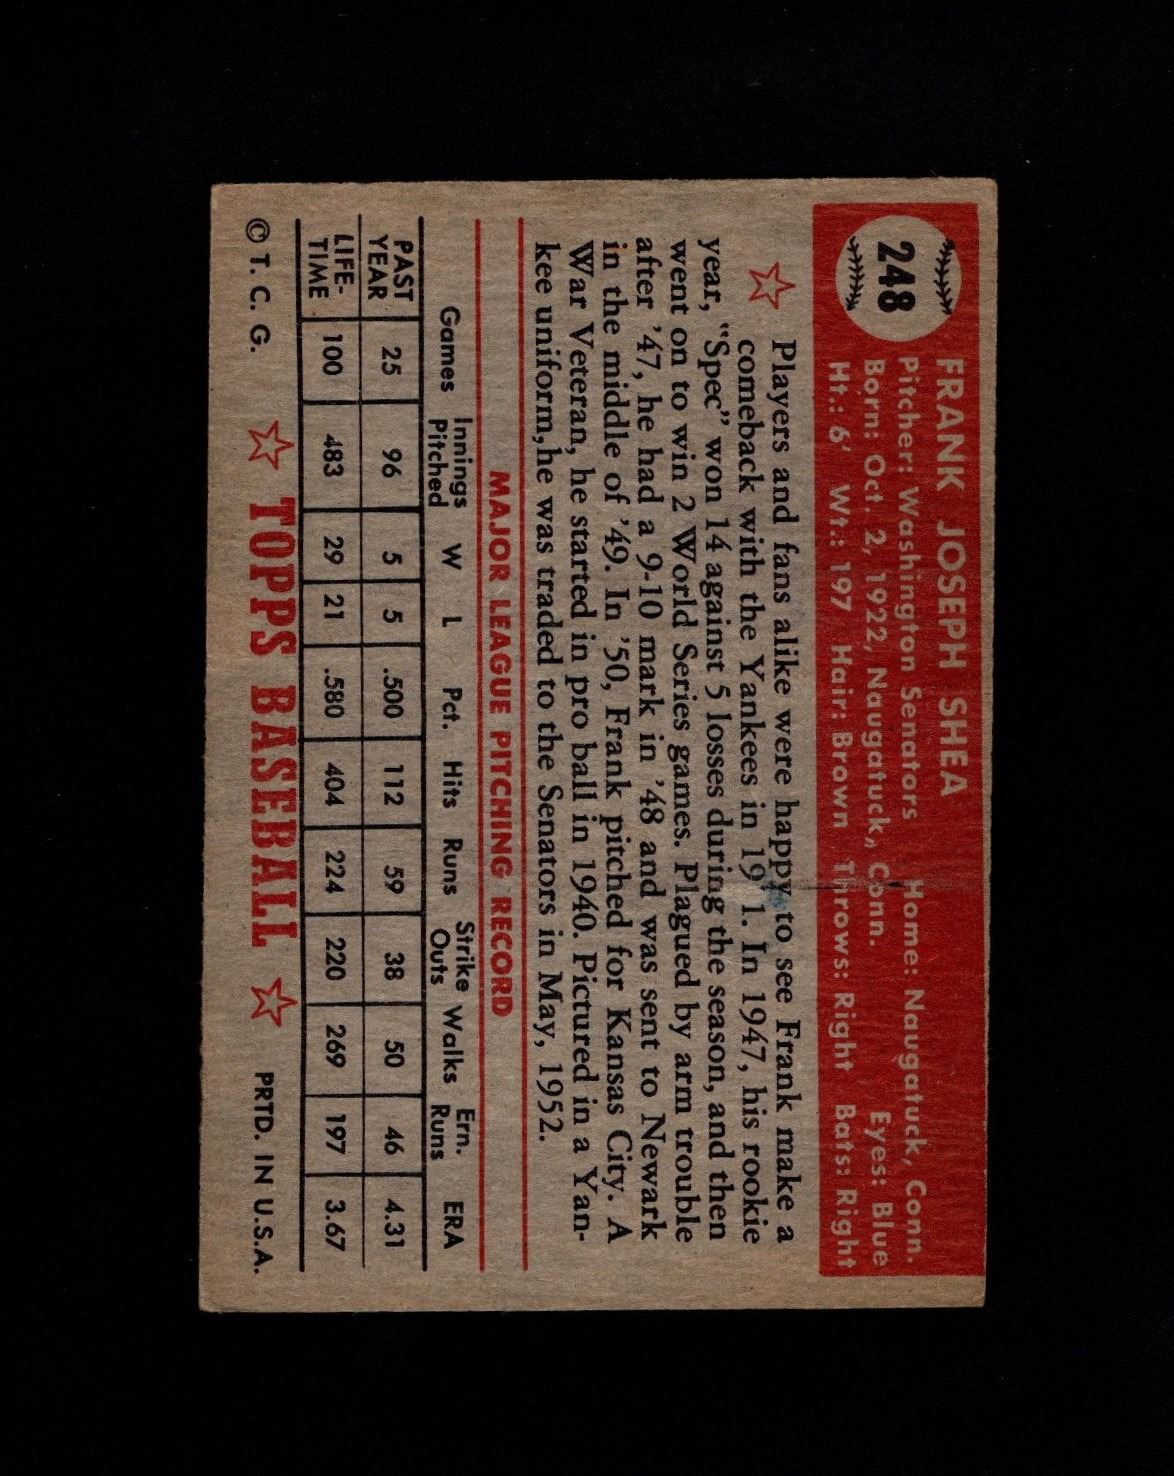 248
FRANK JOSEPH SHEA
Pitcher: Washington Senators Home: Naugatuck, Conn.
Born: Oct. 2, 1922, Naugatuck, Conn. Eyes: Blue
Ht.: 6' Wt.: 197 Hair: Brown Throws: Right Bats: Right
Players and fans alike were happy to see Frank make a
comeback with the Yankees in 19 1. In 1947, his rookie
year, "Spec" won 14 against 5 losses during the season, and then
went on to win 2 World Series games. Plagued by arm trouble
after '47, he had a 9-10 mark in '48 and was sent to Newark
in the middle of '49. In '50, Frank pitched for Kansas City. A
War Veteran, he started in pro ball in 1940. Pictured in a Yan-
kee uniform, he was traded to the Senators in May, 1952.
MAJOR LEAGUE PITCHING RECORD
Games Innings Pitched W L Pct. Hits Runs Strike Outs Walks Ern. Runs ERA
PAST YEAR 25 96 5 5 .500 112 59 38 50 46 4.31
LIFE-TIME 100 483 29 21 .580 404 224 220 269 197 3.67
© T. C. G. TOPPS BASEBALL PRTD. IN U.S.A.